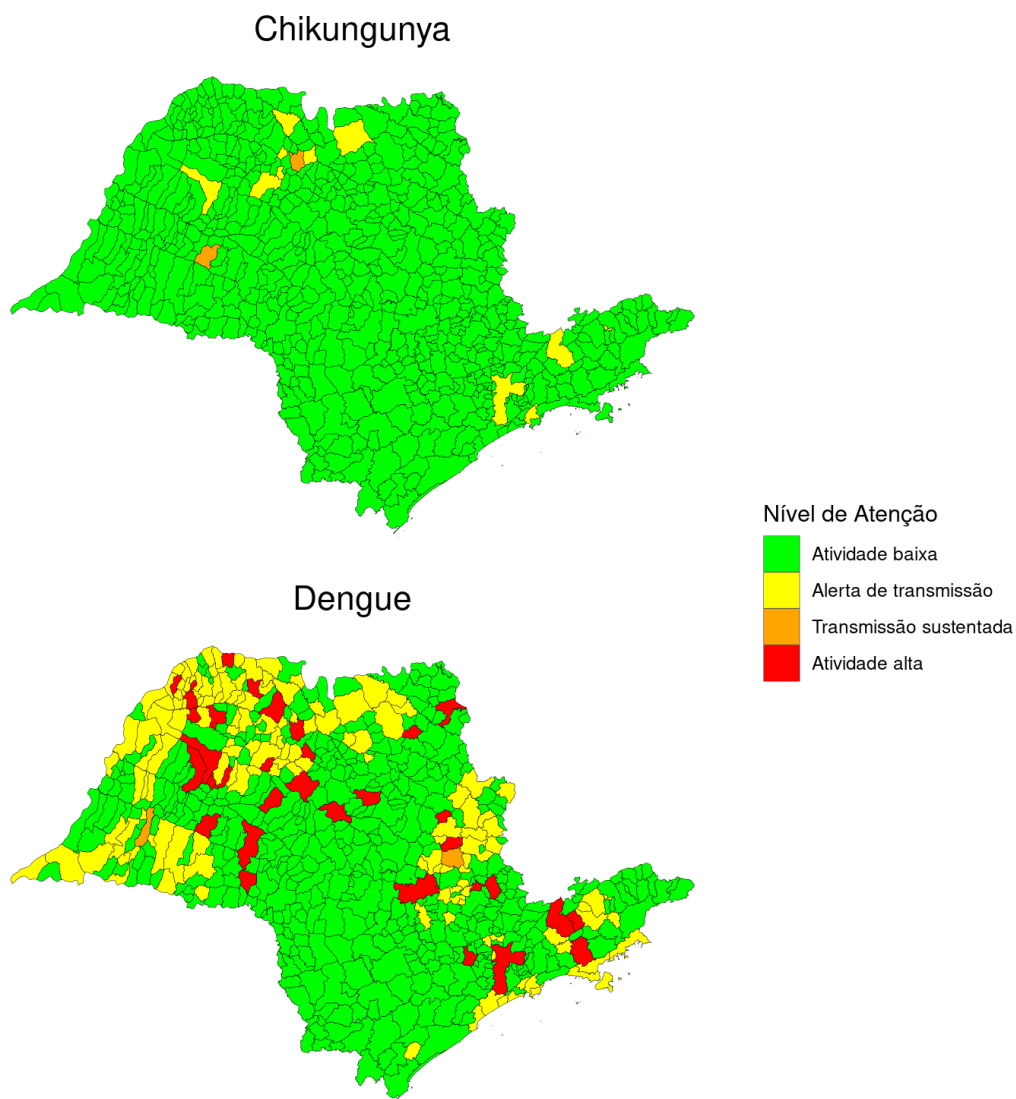 Chikungunya
Nível de Atenção
Atividade baixa
Alerta de transmissão
Transmissão sustentada
Atividade alta
Dengue